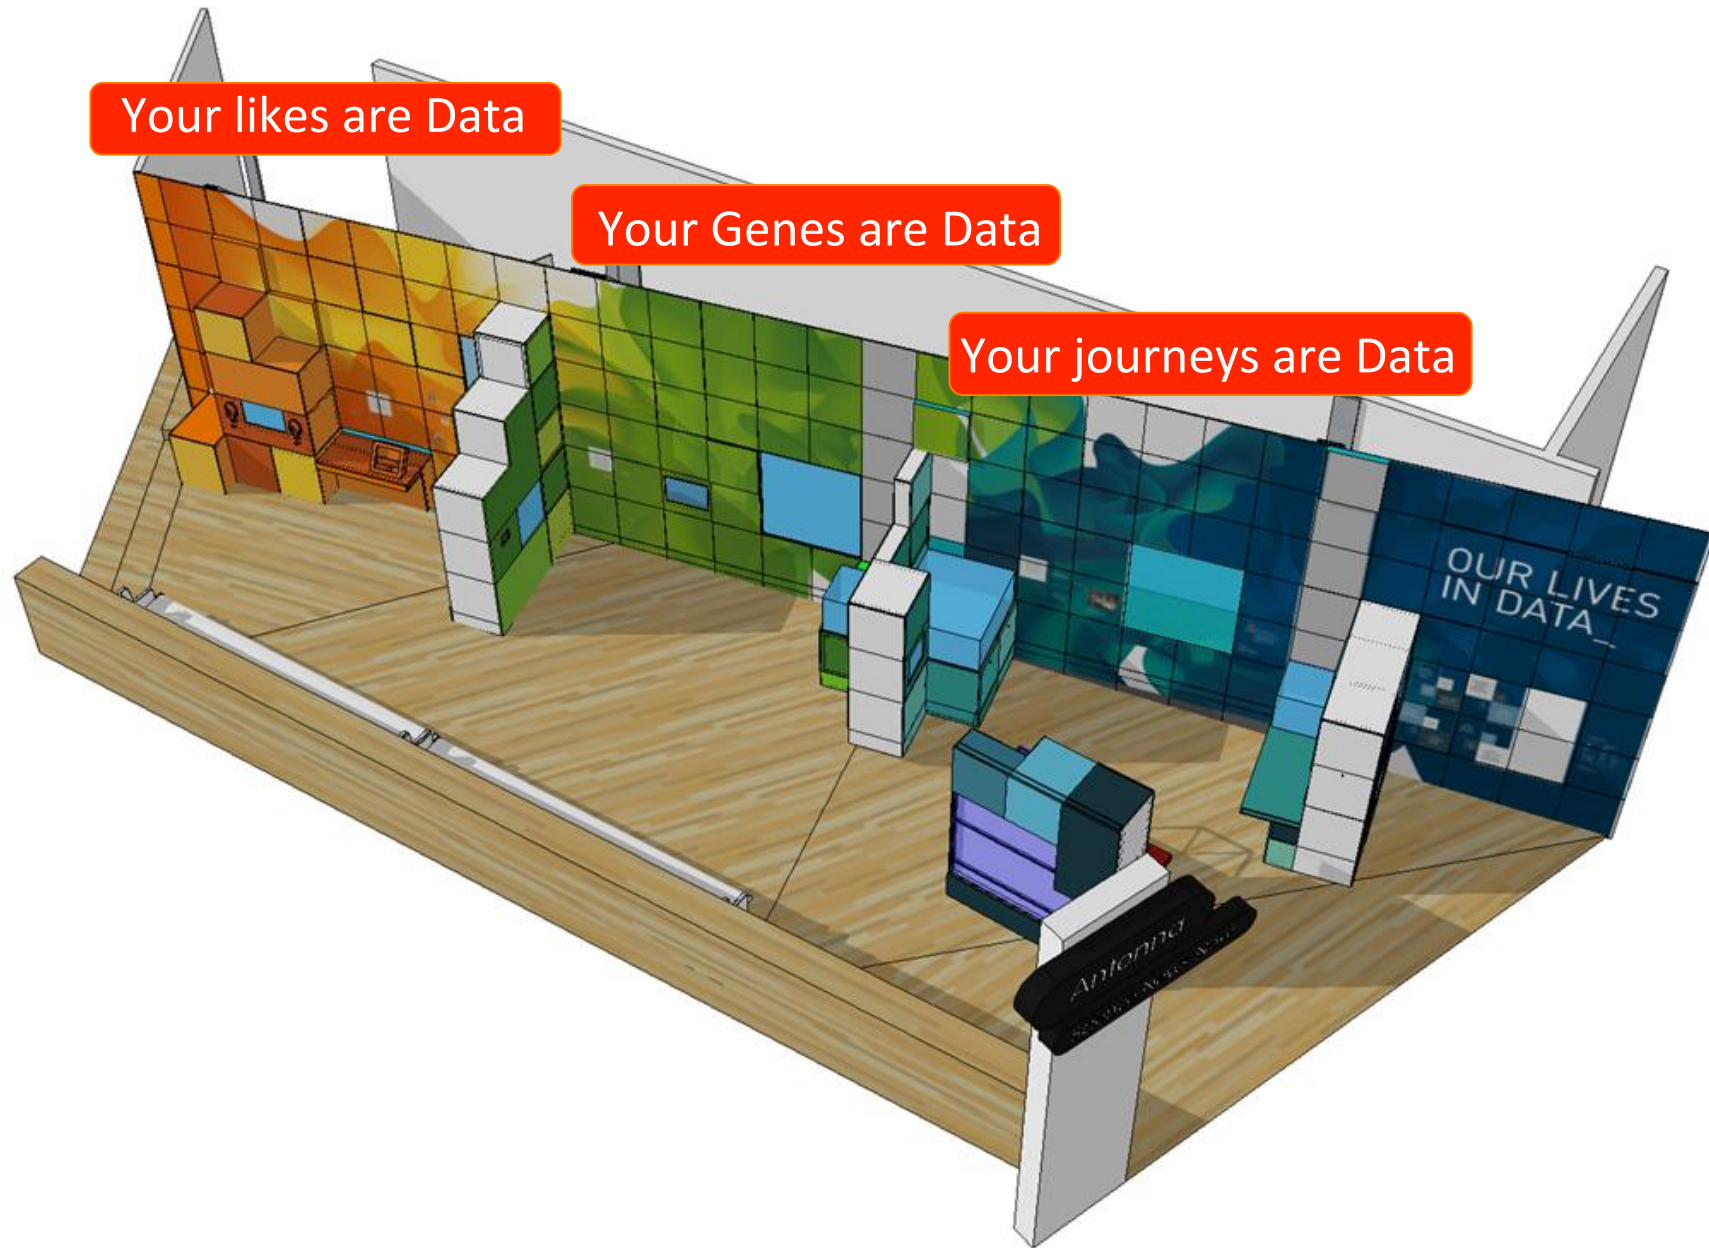 Your likes are Data
Your Genes are Data
Your journeys are Data
OUR LIVES
IN DATA_
Antenna